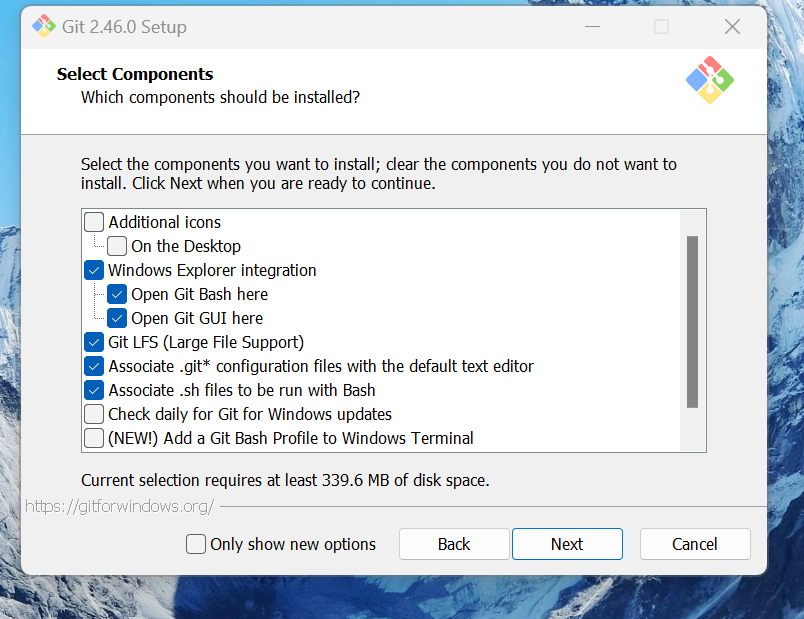 Git 2.46.0 Setup
Select Components
Which components should be installed?
Select the components you want to install; clear the components you do not want to
install. Click Next when you are ready to continue.
Additional icons
On the Desktop
Windows Explorer integration
Open Git Bash here
Open Git GUI here
Git LFS (Large File Support)
Associate .git* configuration files with the default text editor
Associate .sh files to be run with Bash
Check daily for Git for Windows updates
(NEW!) Add a Git Bash Profile to Windows Terminal
Current selection requires at least 339.6 MB of disk space.
https://gitforwindows.org/
Only show new options
Back
Next
Cancel